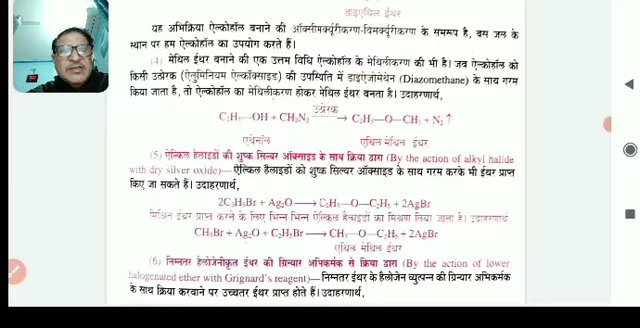 डाइएथिल ईथर
यह अभिक्रिया ऐल्कोहॉल बनाने की ऑक्सीमर्क्यूरीकरण-विमर्क्यूरीकरण के समरूप है, बस जल के
स्थान पर हम ऐल्कोहॉल का उपयोग करते हैं।
(4) मेथिल ईथर बनाने की एक उत्तम विधि ऐल्कोहॉल के मेथिलीकरण की भी है। जब ऐल्कोहॉल को
किसी उत्प्रेरक (ऐलुमिनियम ऐल्कॉक्साइड) की उपस्थिति में डाइऐजोमेथेन (Diazomethane) के साथ गरम
किया जाता है, तो ऐल्कोहॉल का मेथिलीकरण होकर मेथिल ईथर बनता है। उदाहरणार्थ,
C₂H₅—OH + CH₂N₂ उत्प्रेरक→ C₂H₅—O—CH₃ + N₂ ↑
एथेनॉल एथिल मेथिल ईथर
(5) ऐल्किल हैलाइडों की शुष्क सिल्वर ऑक्साइड के साथ क्रिया द्वारा (By the action of alkyl halide
with dry silver oxide)—ऐल्किल हैलाइडों को शुष्क सिल्वर ऑक्साइड के साथ गरम करके भी ईथर प्राप्त
किए जा सकते हैं। उदाहरणार्थ,
2C₂H₅Br + Ag₂O ⟶ C₂H₅—O—C₂H₅ + 2AgBr
मिश्रित ईथर प्राप्त करने के लिए भिन्न-भिन्न ऐल्किल हैलाइडों का मिश्रण लिया जाता है। उदाहरणार्थ
CH₃Br + Ag₂O + C₂H₅Br ⟶ CH₃—O—C₂H₅ + 2AgBr
एथिल मेथिल ईथर
(6) निम्नतर हैलोजेनीकृत ईथर की ग्रिन्यार अभिकर्मक से क्रिया द्वारा (By the action of lower
halogenated ether with Grignard's reagent)—निम्नतर ईथर के हैलोजेन व्युत्पन्न की ग्रिन्यार अभिकर्मक
के साथ क्रिया करवाने पर उच्चतर ईथर प्राप्त होते हैं। उदाहरणार्थ,